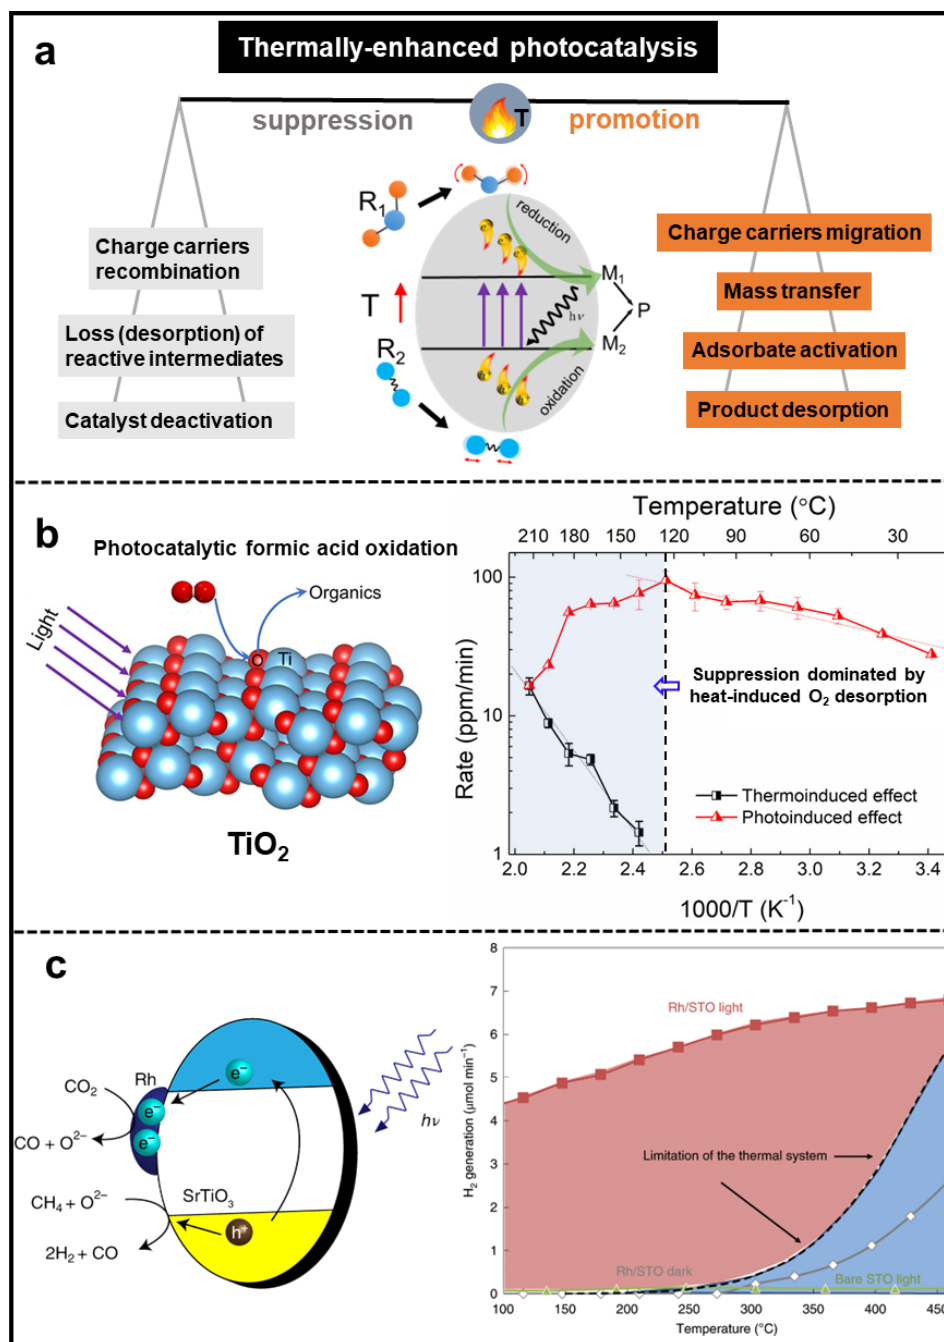 a
Thermally-enhanced photocatalysis
suppression
T
promotion
R1
reduction
Charge carriers
recombination
Loss (desorption) of
reactive intermediates
Catalyst deactivation
T
R2
hν
M1
P
M2
oxidation
Charge carriers migration
Mass transfer
Adsorbate activation
Product desorption
b
Photocatalytic formic acid oxidation
Organics
Light
O
Ti
TiO2
Temperature (°C)
210 180 150 120 90 60 30
Rate (ppm/min)
100
10
1
Suppression dominated by
heat-induced O2 desorption
Thermoinduced effect
Photoinduced effect
2.0 2.2 2.4 2.6 2.8 3.0 3.2 3.4
1000/T (K-1)
c
CO2
Rh
e−
e−
e−
CO + O2−
hν
CH4 + O2−
SrTiO3
h+
2H2 + CO
H2 generation (μmol min−1)
8
7
6
5
4
3
2
1
0
Rh/STO light
Limitation of the thermal system
Rh/STO dark
Bare STO light
100 150 200 250 300 350 400 450
Temperature (°C)